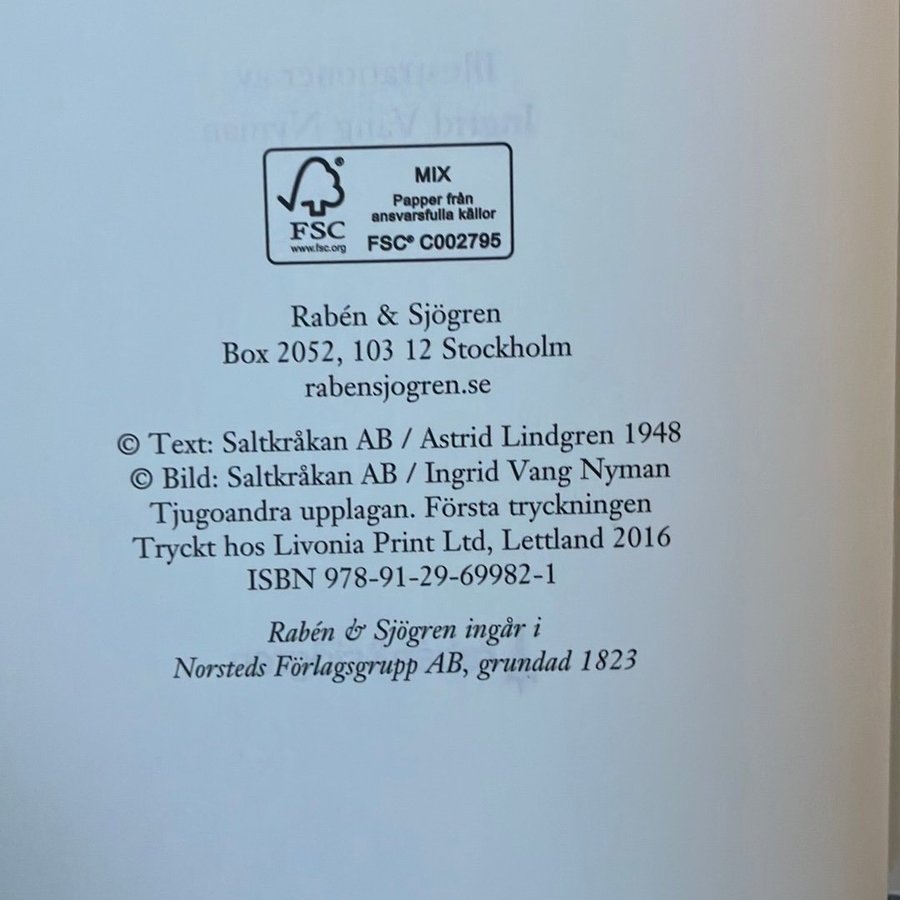 MIX
Papper från
ansvarsfulla källor
FSC® C002795
FSC
www.fsc.org
Rabén & Sjögren
Box 2052, 103 12 Stockholm
rabensjogren.se
© Text: Saltkråkan AB / Astrid Lindgren 1948
© Bild: Saltkråkan AB / Ingrid Vang Nyman
Tjugoandra upplagan. Första tryckningen
Tryckt hos Livonia Print Ltd, Lettland 2016
ISBN 978-91-29-69982-1
Rabén & Sjögren ingår i
Norsteds Förlagsgrupp AB, grundad 1823